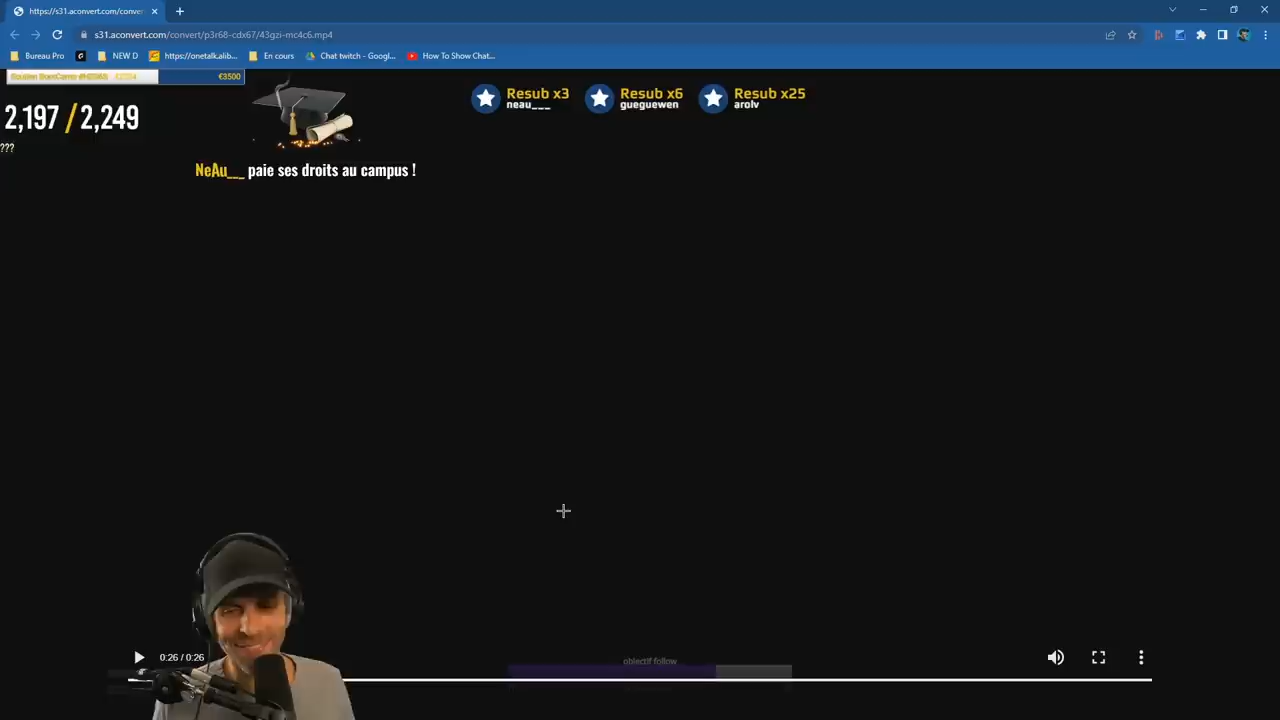 https://s31.aconvert.com/conve
s31.aconvert.com/convert/p3r68-cdx67/43gzi-mc4c6.mp4
Bureau Pro
G
NEW D
https://onetalk.alib...
En cours
Chat twitch - Googl...
How To Show Chat...
€3500
2,197 / 2,249
???
Resub x3
neau___
Resub x6
gueguewen
Resub x25
arolv
NeAu___ paie ses droits au campus !
0:26 / 0:26
objectif follow